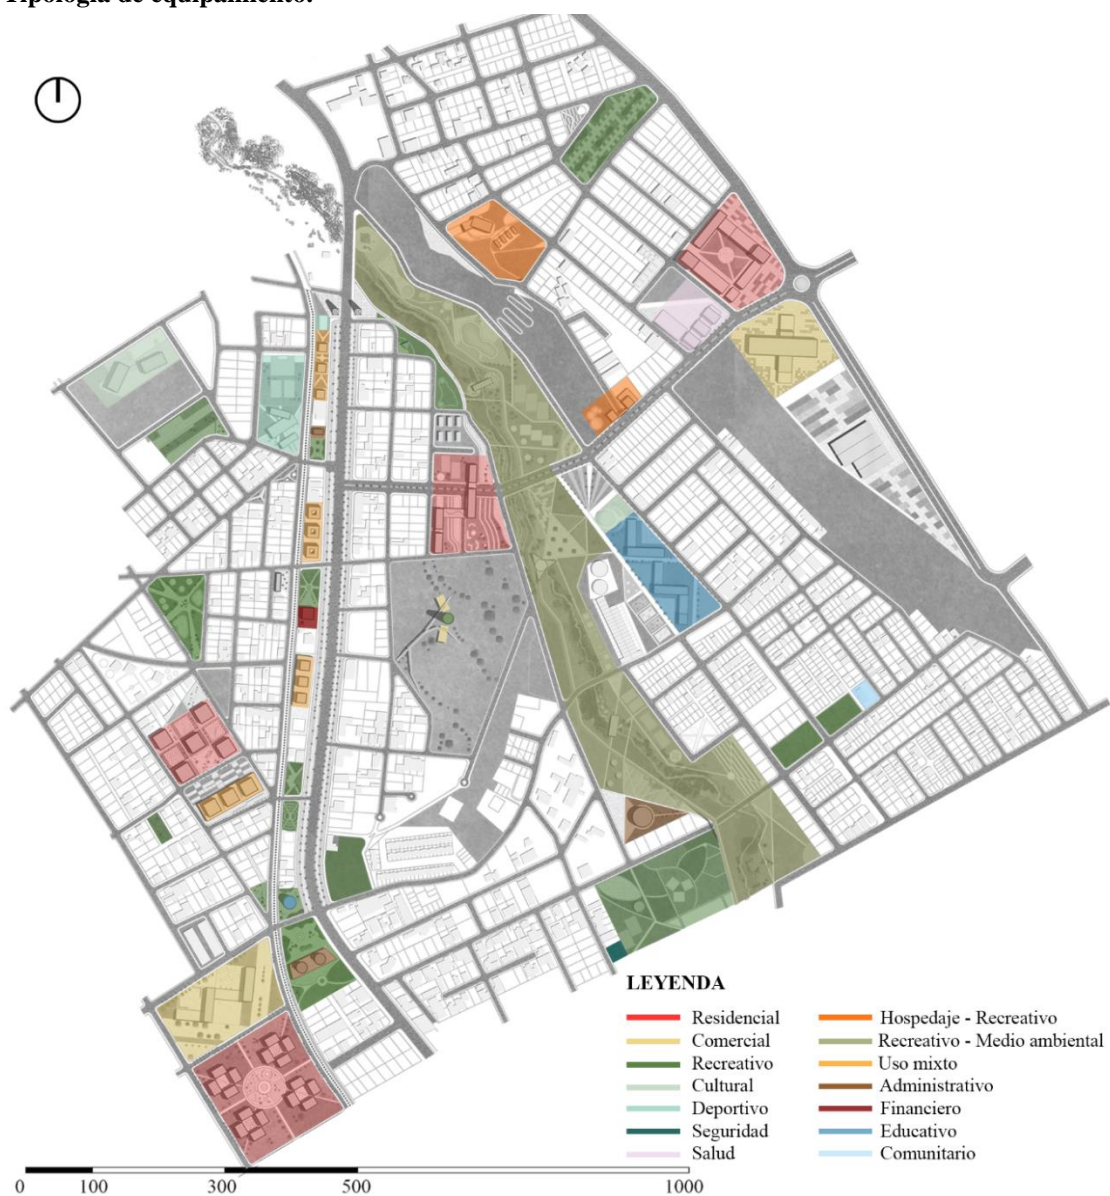 Tipología de equipamiento.
LEYENDA
Residencial
Comercial
Recreativo
Cultural
Deportivo
Seguridad
Salud
Hospedaje - Recreativo
Recreativo - Medio ambiental
Uso mixto
Administrativo
Financiero
Educativo
Comunitario
0 100 300 500 1000